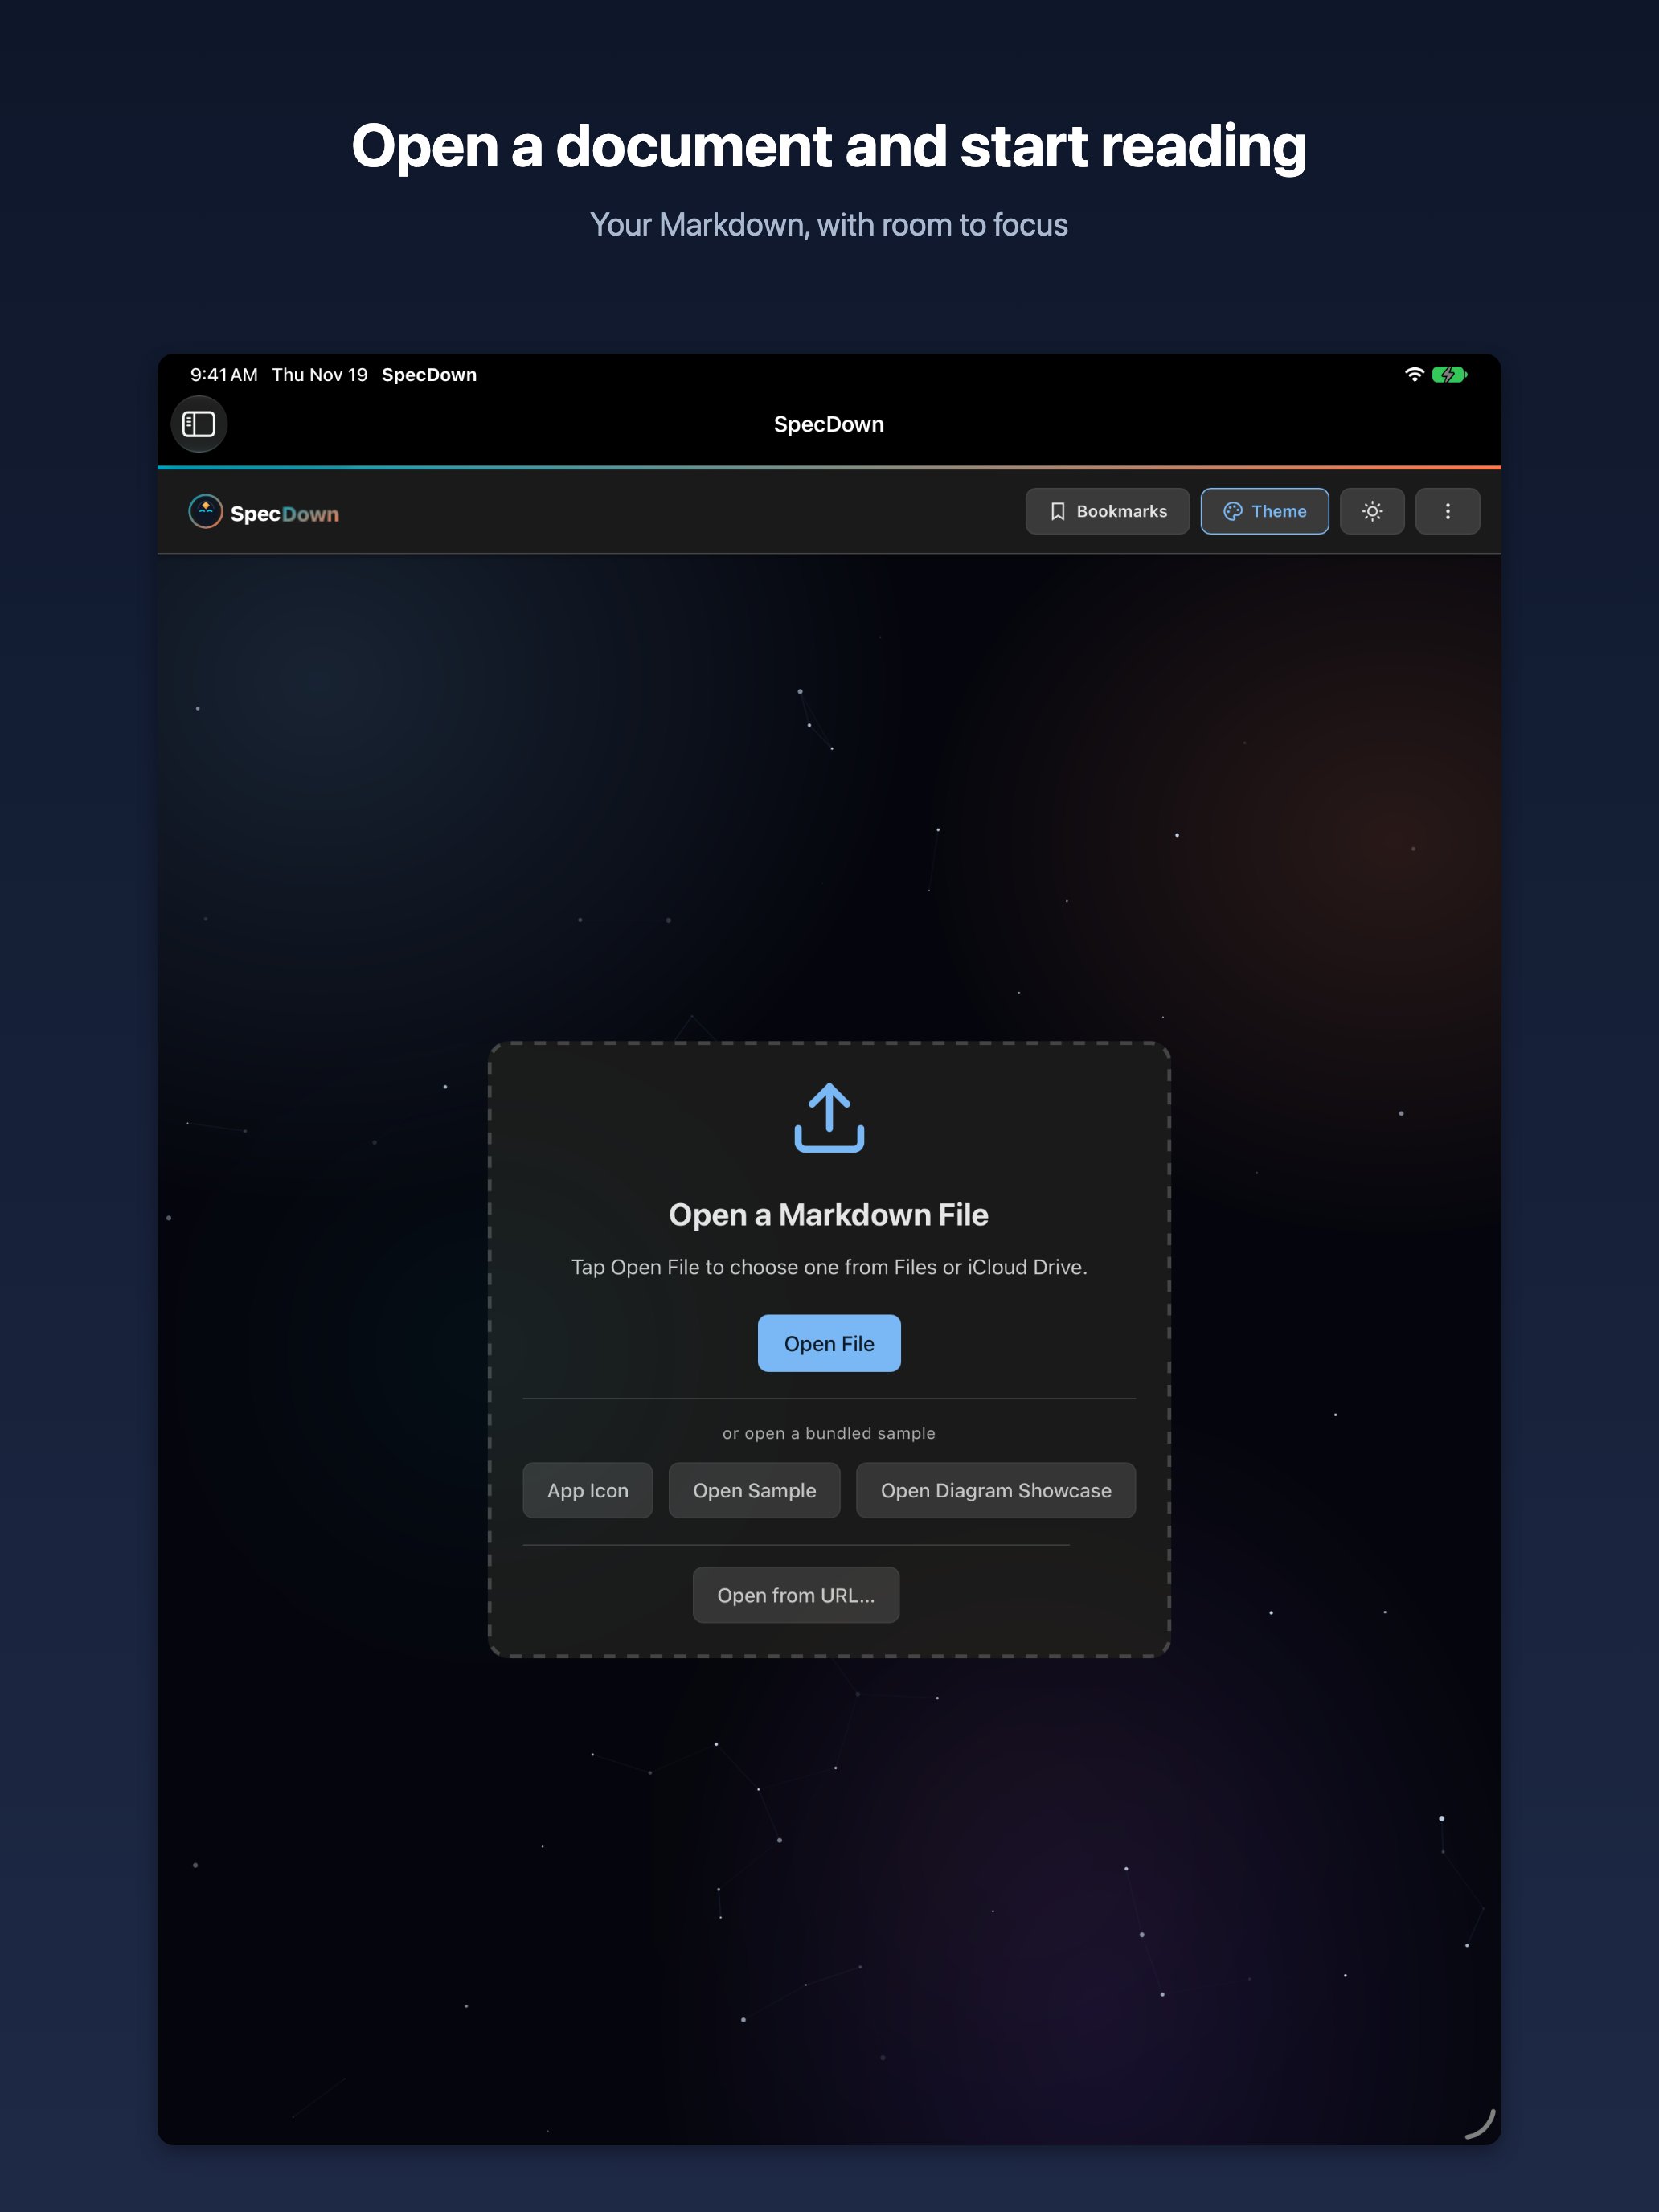 Open a document and start reading
Your Markdown, with room to focus
9:41 AM Thu Nov 19 SpecDown
SpecDown
SpecDown
Bookmarks
Theme
Open a Markdown File
Tap Open File to choose one from Files or iCloud Drive.
Open File
or open a bundled sample
App Icon
Open Sample
Open Diagram Showcase
Open from URL...